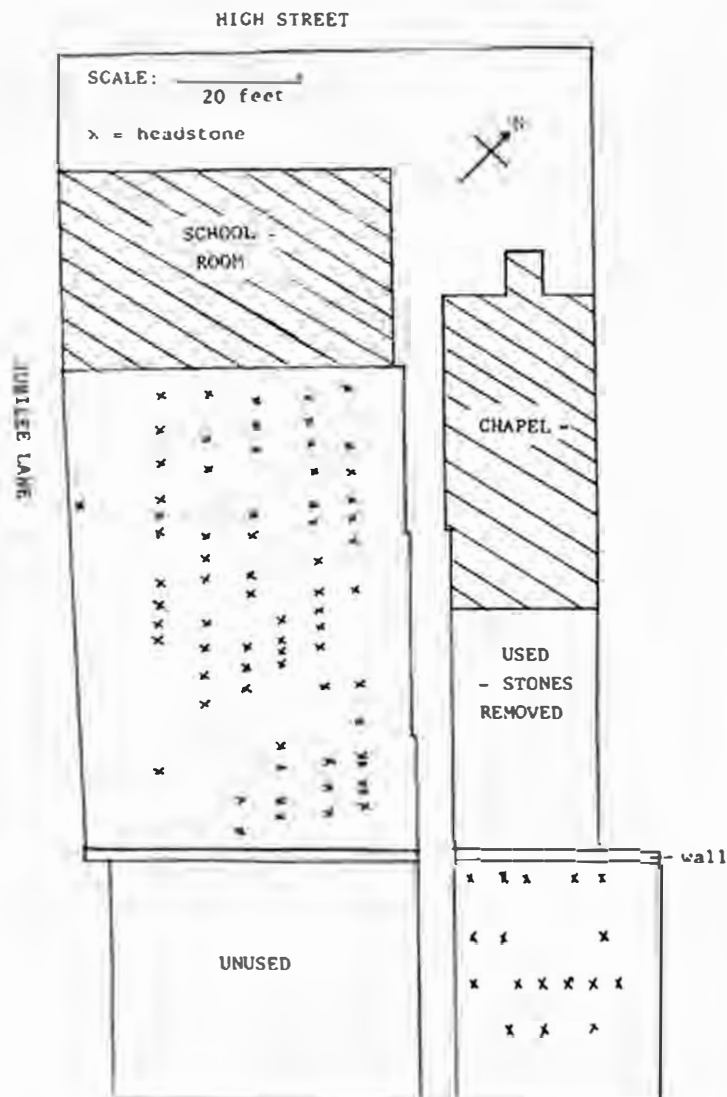 HIGH STREET
SCALE:
20 feet
x = headstone
N
SCHOOL -
ROOM
JUBILEE LANE
CHAPEL -
USED
- STONES
REMOVED
- wall
UNUSED